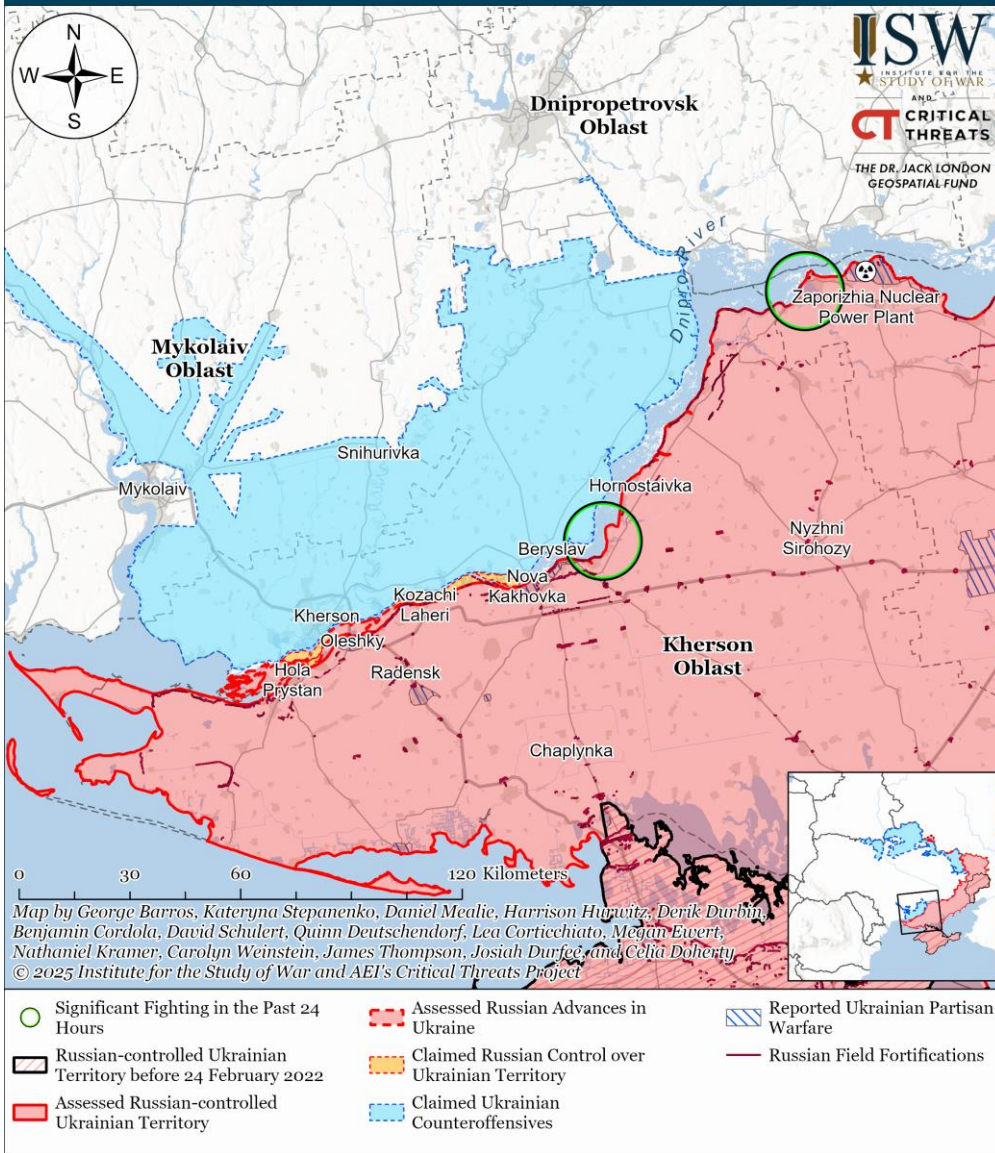 N
W E
S
ISW
INSTITUTE FOR THE
STUDY OF WAR
AND
CT CRITICAL
THREATS
THE DR. JACK LONDON
GEOSPATIAL FUND
Dnipropetrovsk
Oblast
Dnipro River
Zaporizhia Nuclear
Power Plant
Mykolaiv
Oblast
Snihurivka
Mykolaiv
Hornostaivka
Nyzhni
Sirohozy
Beryslav
Nova
Kakhovka
Kozachi
Laheri
Kherson
Oleshky
Kherson
Oblast
Hola
Prystan
Radensk
Chaplynka
0 30 60 120 Kilometers
Map by George Barros, Kateryna Stepanenko, Daniel Mealie, Harrison Hurwitz, Derik Durbin,
Benjamin Cordola, David Schulert, Quinn Deutschendorf, Lea Corticchiato, Megan Ewert,
Nathaniel Kramer, Carolyn Weinstein, James Thompson, Josiah Durfee, and Celia Doherty
© 2025 Institute for the Study of War and AEI's Critical Threats Project
Significant Fighting in the Past 24
Hours
Russian-controlled Ukrainian
Territory before 24 February 2022
Assessed Russian-controlled
Ukrainian Territory
Assessed Russian Advances in
Ukraine
Claimed Russian Control over
Ukrainian Territory
Claimed Ukrainian
Counteroffensives
Reported Ukrainian Partisan
Warfare
Russian Field Fortifications